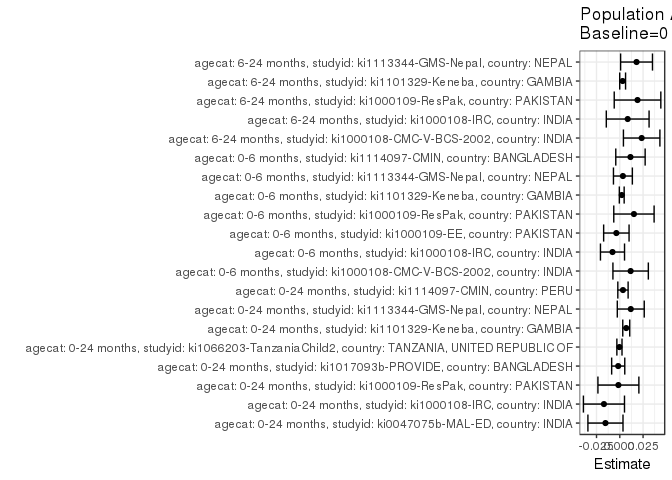 Population
Baseline=0
agecat: 6-24 months, studyid: ki1113344-GMS-Nepal, country: NEPAL
agecat: 6-24 months, studyid: ki1101329-Keneba, country: GAMBIA
agecat: 6-24 months, studyid: ki1000109-ResPak, country: PAKISTAN
agecat: 6-24 months, studyid: ki1000108-IRC, country: INDIA
agecat: 6-24 months, studyid: ki1000108-CMC-V-BCS-2002, country: INDIA
agecat: 0-6 months, studyid: ki1114097-CMIN, country: BANGLADESH
agecat: 0-6 months, studyid: ki1113344-GMS-Nepal, country: NEPAL
agecat: 0-6 months, studyid: ki1101329-Keneba, country: GAMBIA
agecat: 0-6 months, studyid: ki1000109-ResPak, country: PAKISTAN
agecat: 0-6 months, studyid: ki1000109-EE, country: PAKISTAN
agecat: 0-6 months, studyid: ki1000108-IRC, country: INDIA
agecat: 0-6 months, studyid: ki1000108-CMC-V-BCS-2002, country: INDIA
agecat: 0-24 months, studyid: ki1114097-CMIN, country: PERU
agecat: 0-24 months, studyid: ki1113344-GMS-Nepal, country: NEPAL
agecat: 0-24 months, studyid: ki1101329-Keneba, country: GAMBIA
agecat: 0-24 months, studyid: ki1066203-TanzaniaChild2, country: TANZANIA, UNITED REPUBLIC OF
agecat: 0-24 months, studyid: ki1017093b-PROVIDE, country: BANGLADESH
agecat: 0-24 months, studyid: ki1000109-ResPak, country: PAKISTAN
agecat: 0-24 months, studyid: ki1000108-IRC, country: INDIA
agecat: 0-24 months, studyid: ki0047075b-MAL-ED, country: INDIA
-0.025 0.000 0.025
Estimate